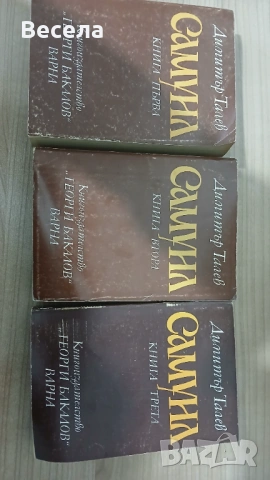 Весела
Димитър Талев
САМУИЛ
КНИГА ПЪРВА
Книгоиздателство
"ГЕОРГИ БАКАЛОВ"
ВАРНА
Димитър Талев
САМУИЛ
КНИГА ВТОРА
Книгоиздателство
"ГЕОРГИ БАКАЛОВ"
ВАРНА
Димитър Талев
САМУИЛ
КНИГА ТРЕТА
Книгоиздателство
"ГЕОРГИ БАКАЛОВ"
ВАРНА
bazar